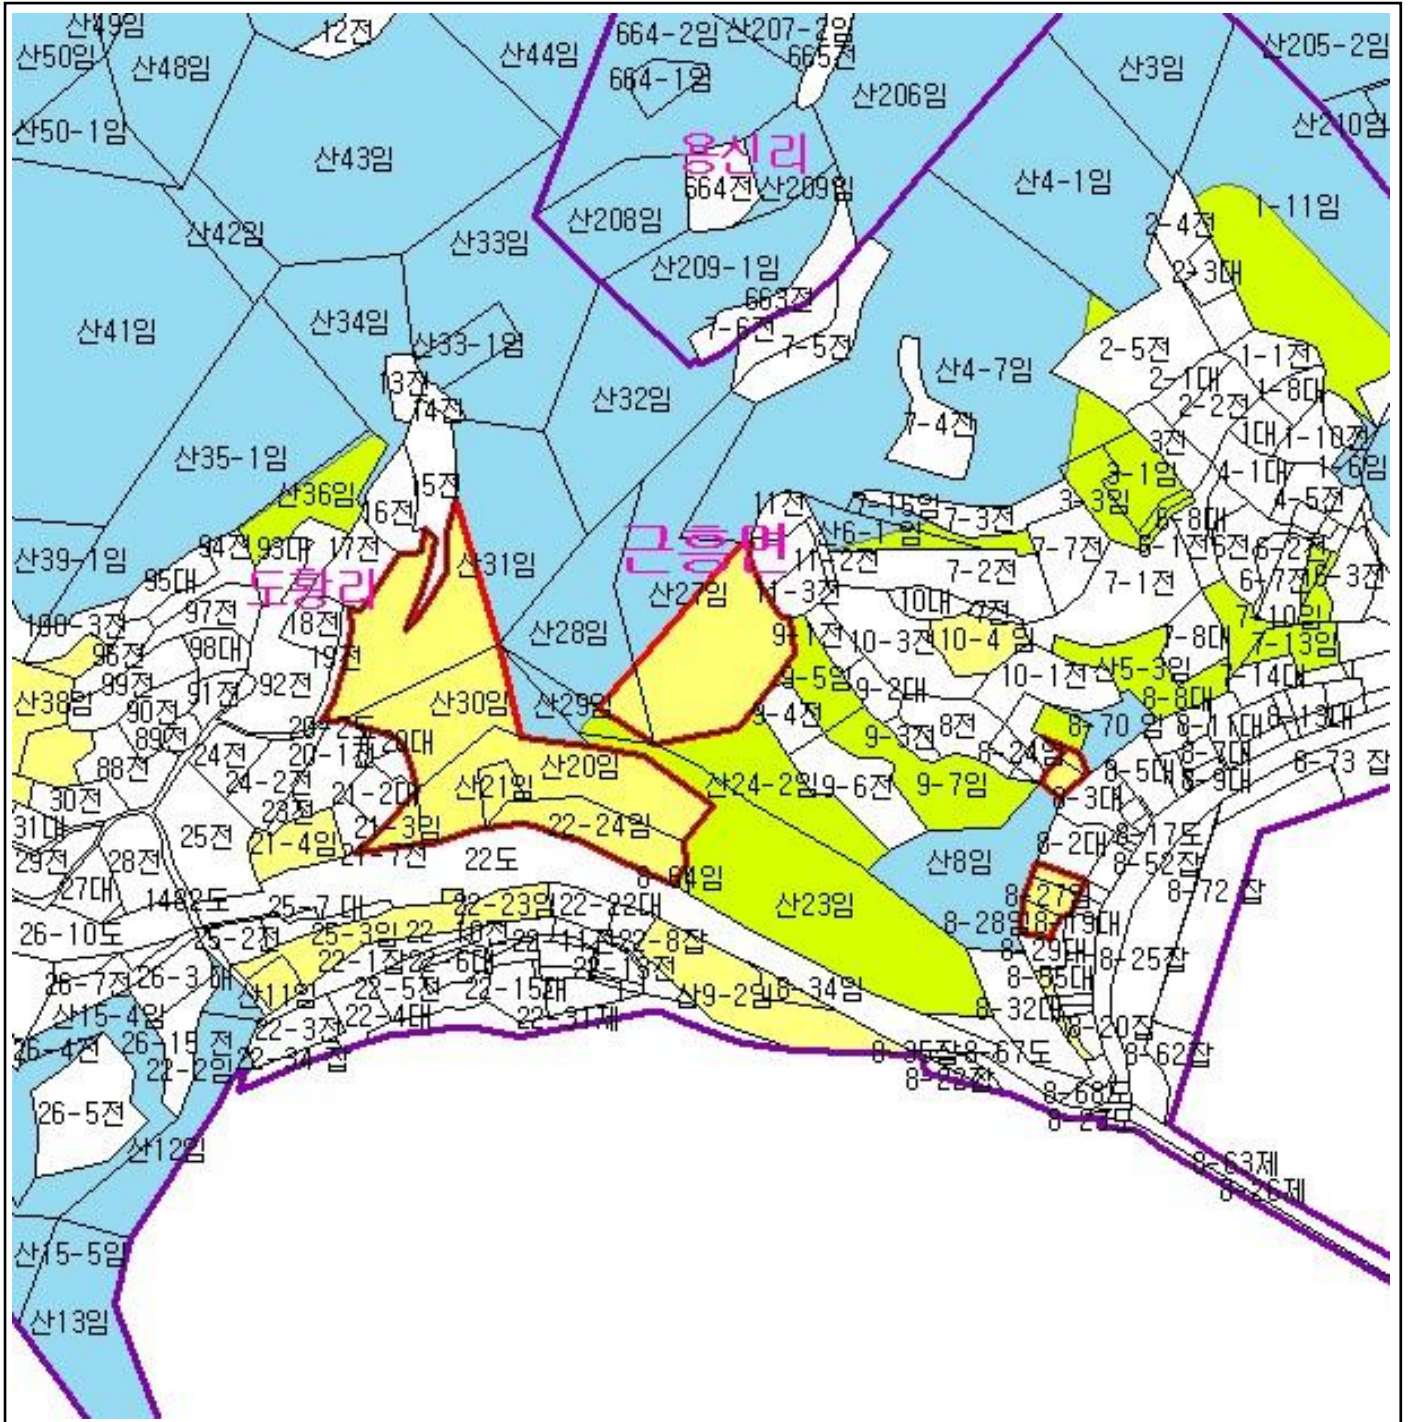 산49임
12전
산50임
산48임
산44임
664-2임
산207-2임
665전
산205-2임
산3임
664-1임
산206임
산50-1임
산210임
산43임
용신리
산4-1임
664전
산209임
1-11임
산42임
산33임
산208임
2-4전
산209-1임
2-3대
663전
산41임
산34임
산33-1임
7-6전
7-5전
2-5전
1-1전
산4-7임
2-1대
1-8대
13전
산32임
2-2전
14전
7-4전
1대
1-10전
3전
산35-1임
4-1대
1-6임
3-1임
15전
산36임
3-3임
4-5전
16전
11전
7-15임
7-3전
6-8대
산6-1임
94전
93대
17전
근흥면
7-7전
6-1전
6전
6-2전
산39-1임
산31임
11-2전
7-2전
95대
도황리
산27임
11-3전
7-1전
6-7전
6-3전
97전
10대
7전
7-10임
100-3전
18전
산28임
9-1전
10-3전
10-4 임
7-8대
7-13임
96전
98대
19전
99전
91전
92전
9-5임
9-2대
10-1전
산5-3임
7-14대
산38임
90전
산30임
산29임
9-4전
8전
8-8대
8-11대
8-13대
89전
20-2도
20대
9-3전
8-70 임
24전
20-1전
8-24임
8-7대
88전
산20임
8-5대
8-73 잡
24-2전
21-2대
산21임
산24-2임
9-6전
9-7임
8-9대
30전
23전
8-3대
31대
25전
21-4임
21-3임
22-24임
8-2대
8-17도
29전
28전
21-7전
22도
산8임
8-52잡
27대
8-64임
8-27임
8-72 잡
1482도
25-7 대
22-23임
22-22대
산23임
8-28임
8-19대
26-10도
25-2전
25-3임
22-10전
22-11전
22-8잡
8-29대
22-1잡
22-6대
22-13전
8-25잡
26-7전
26-3 대
8-55대
산11임
22-5전
22-15대
산9-2임
8-34임
산15-4임
22-4대
22-31제
8-32대
22-3전
8-20잡
26-4전
26-15 전
22-34 잡
8-35잡
8-67도
8-62잡
22-2임
8-22잡
26-5전
8-68도
8-23도
산12임
8-63제
8-26제
산15-5임
산13임